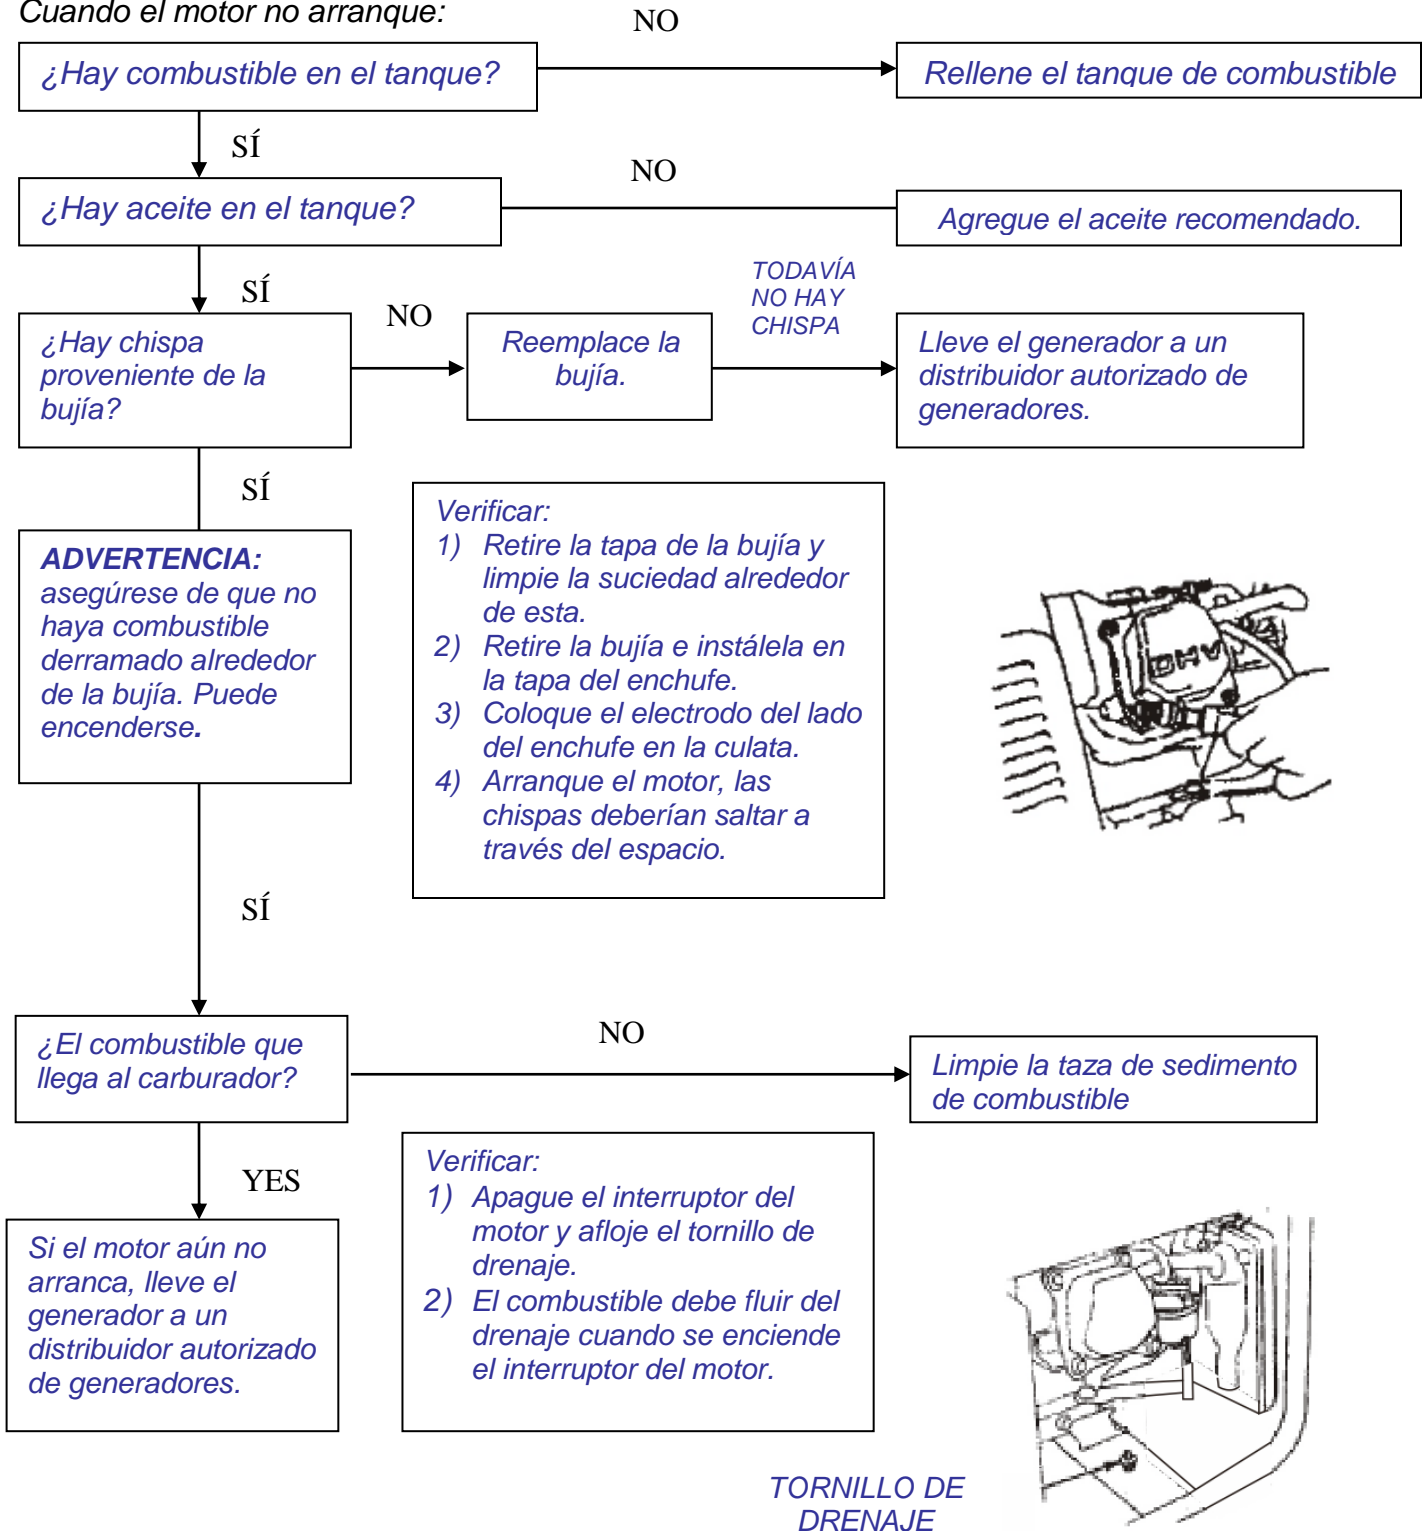 Cuando el motor no arranque:
NO
¿Hay combustible en el tanque?
Rellene el tanque de combustible
SÍ
NO
¿Hay aceite en el tanque?
Agregue el aceite recomendado.
SÍ
NO
TODAVÍA
NO HAY
CHISPA
¿Hay chispa
proveniente de la
bujía?
Reemplace la
bujía.
Lleve el generador a un
distribuidor autorizado de
generadores.
SÍ
ADVERTENCIA:
asegúrese de que no
haya combustible
derramado alrededor
de la bujía. Puede
encenderse.
Verificar:
1) Retire la tapa de la bujía y
limpie la suciedad alrededor
de esta.
2) Retire la bujía e instálela en
la tapa del enchufe.
3) Coloque el electrodo del lado
del enchufe en la culata.
4) Arranque el motor, las
chispas deberían saltar a
través del espacio.
OHV
SÍ
¿El combustible que
llega al carburador?
NO
Limpie la taza de sedimento
de combustible
YES
Si el motor aún no
arranca, lleve el
generador a un
distribuidor autorizado
de generadores.
Verificar:
1) Apague el interruptor del
motor y afloje el tornillo de
drenaje.
2) El combustible debe fluir del
drenaje cuando se enciende
el interruptor del motor.
TORNILLO DE
DRENAJE